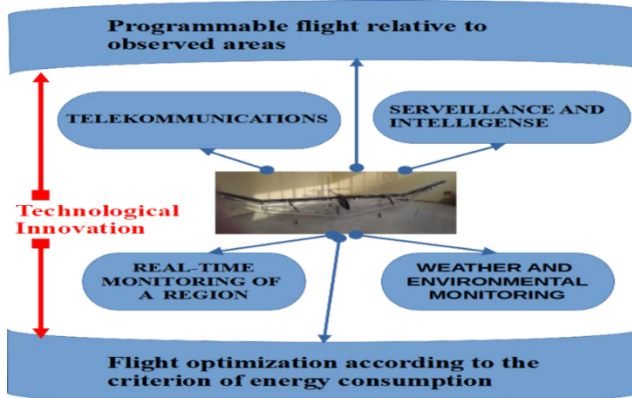 Programmable flight relative to
observed areas
TELEKOMMUNICATIONS
SERVEILLANCE AND
INTELLIGENSE
Technological
Innovation
REAL-TIME
MONITORING OF
A REGION
WEATHER AND
ENVIRONMENTAL
MONITORING
Flight optimization according to the
criterion of energy consumption